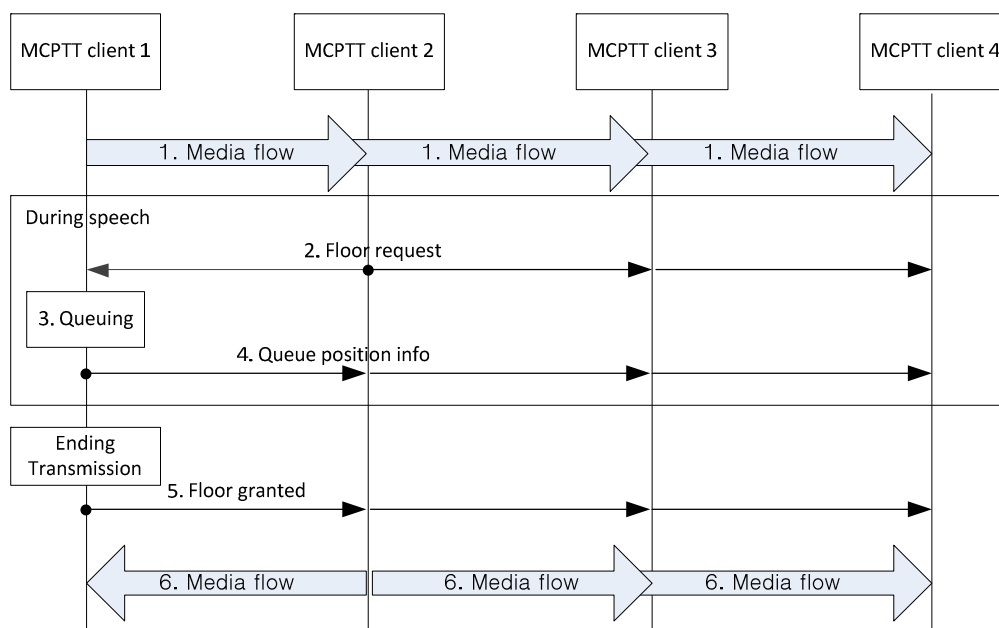 MCPTT client 1
MCPTT client 2
MCPTT client 3
MCPTT client 4
1. Media flow
1. Media flow
1. Media flow
During speech
2. Floor request
3. Queuing
4. Queue position info
Ending
Transmission
5. Floor granted
6. Media flow
6. Media flow
6. Media flow